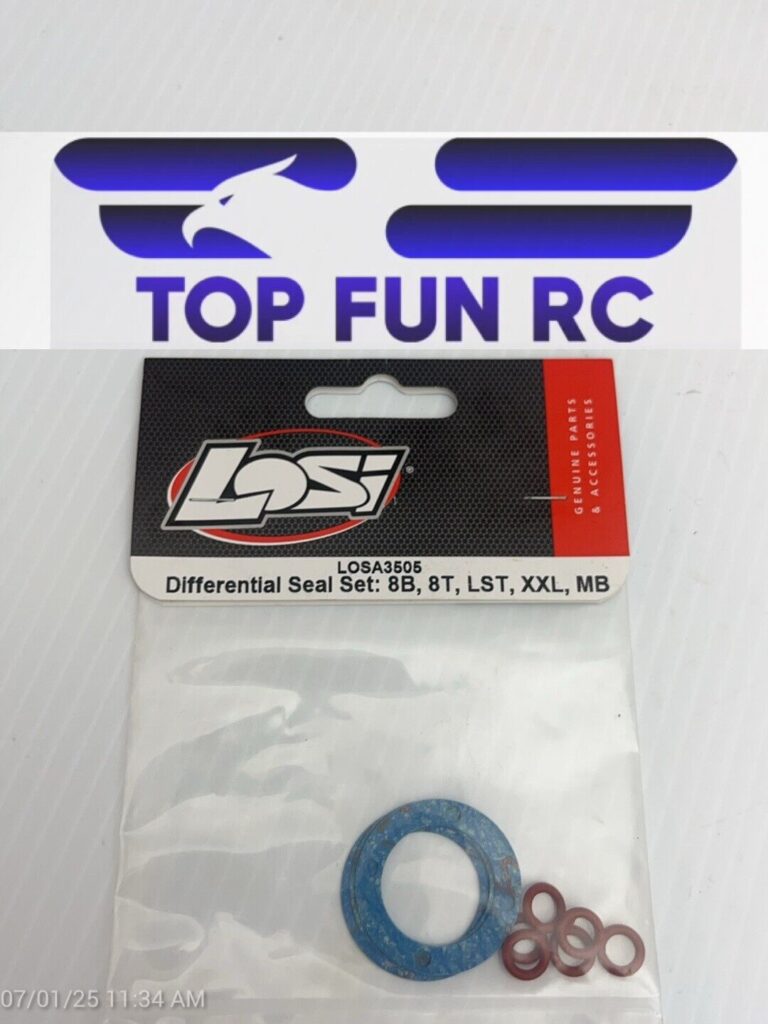 TOP FUN RC
LOSi
®
GENUINE PARTS
& ACCESSORIES
LOSA3505
Differential Seal Set: 8B, 8T, LST, XXL, MB
07/01/25 11:34 AM